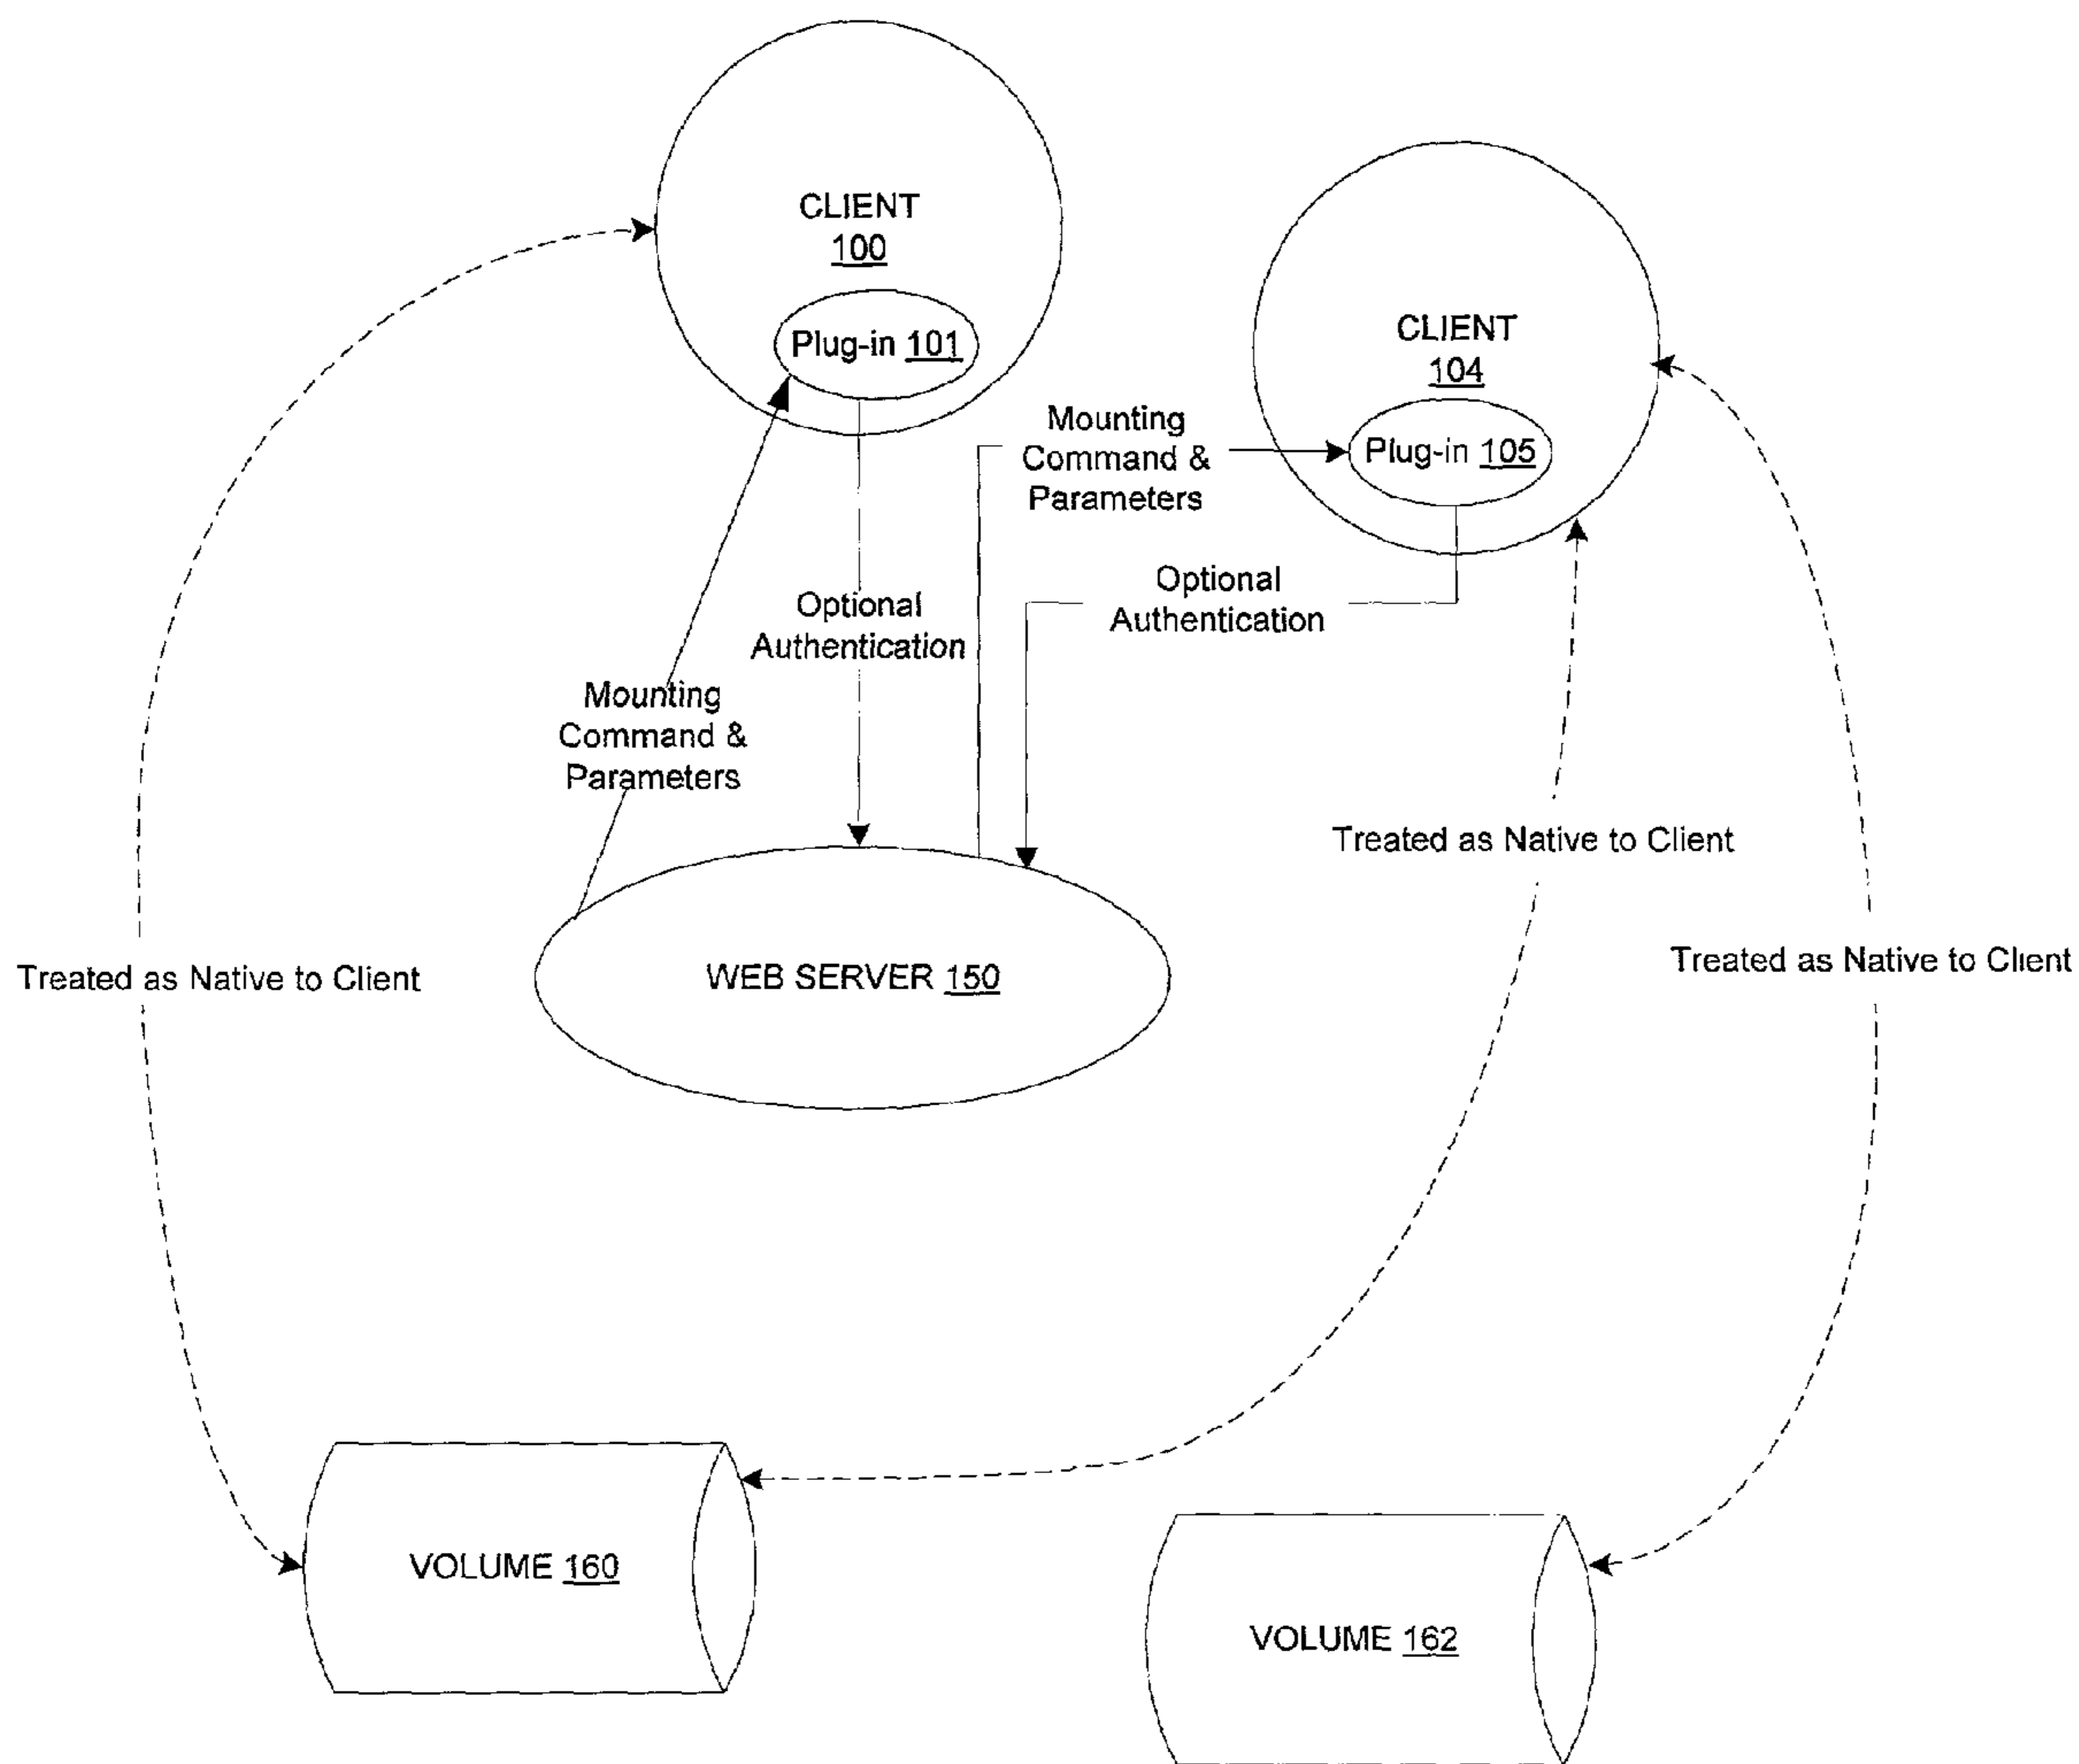 CLIENT
100
Plug-in 101
CLIENT
104
Plug-in 105
Mounting
Command &
Parameters
Optional
Authentication
Optional
Authentication
Mounting
Command &
Parameters
Treated as Native to Client
Treated as Native to Client
Treated as Native to Client
WEB SERVER 150
VOLUME 160
VOLUME 162